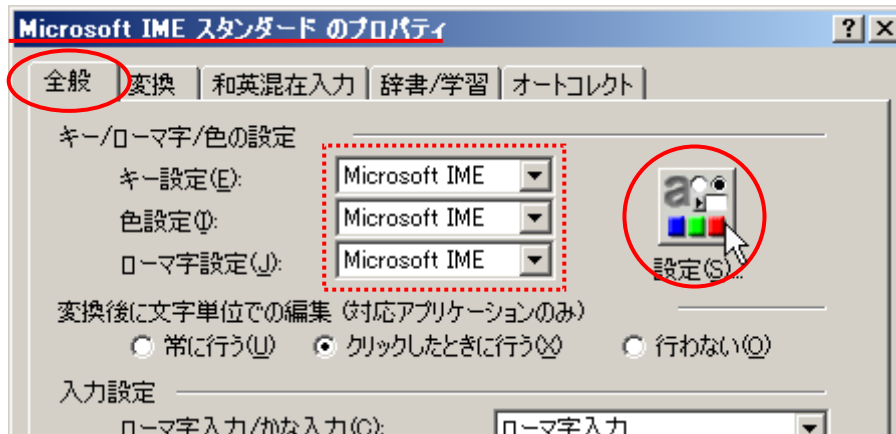 Microsoft IME スタンダード のプロパティ
全般 変換 和英混在入力 辞書/学習 オートコレクト
キー/ローマ字/色の設定
キー設定(E): Microsoft IME
色設定(I): Microsoft IME
ローマ字設定(J): Microsoft IME
設定(S)...
変換後に文字単位での編集 (対応アプリケーションのみ)
常に行う(U) クリックしたときに行う(X) 行わない(O)
入力設定
ローマ字入力/かな入力(C): ローマ字入力